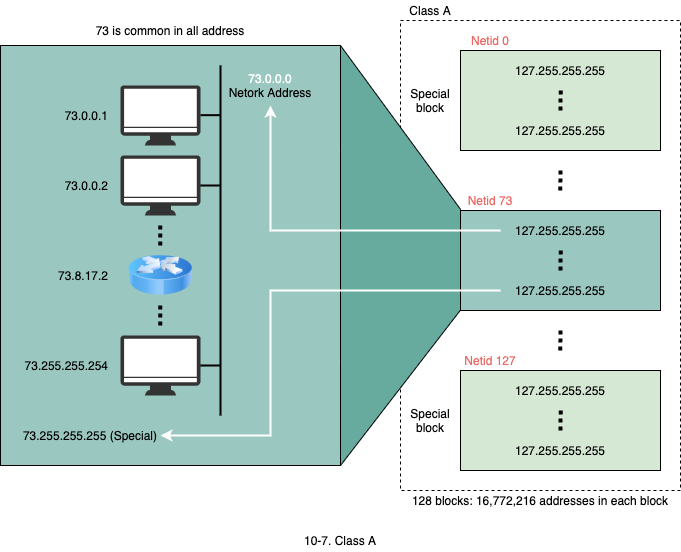 73 is common in all address
73.0.0.0
Netork Address
73.0.0.1
73.0.0.2
73.8.17.2
73.255.255.254
73.255.255.255 (Special)
Class A
Netid 0
Special
block
127.255.255.255
127.255.255.255
Netid 73
127.255.255.255
127.255.255.255
Netid 127
Special
block
127.255.255.255
127.255.255.255
128 blocks: 16,772,216 addresses in each block
10-7. Class A